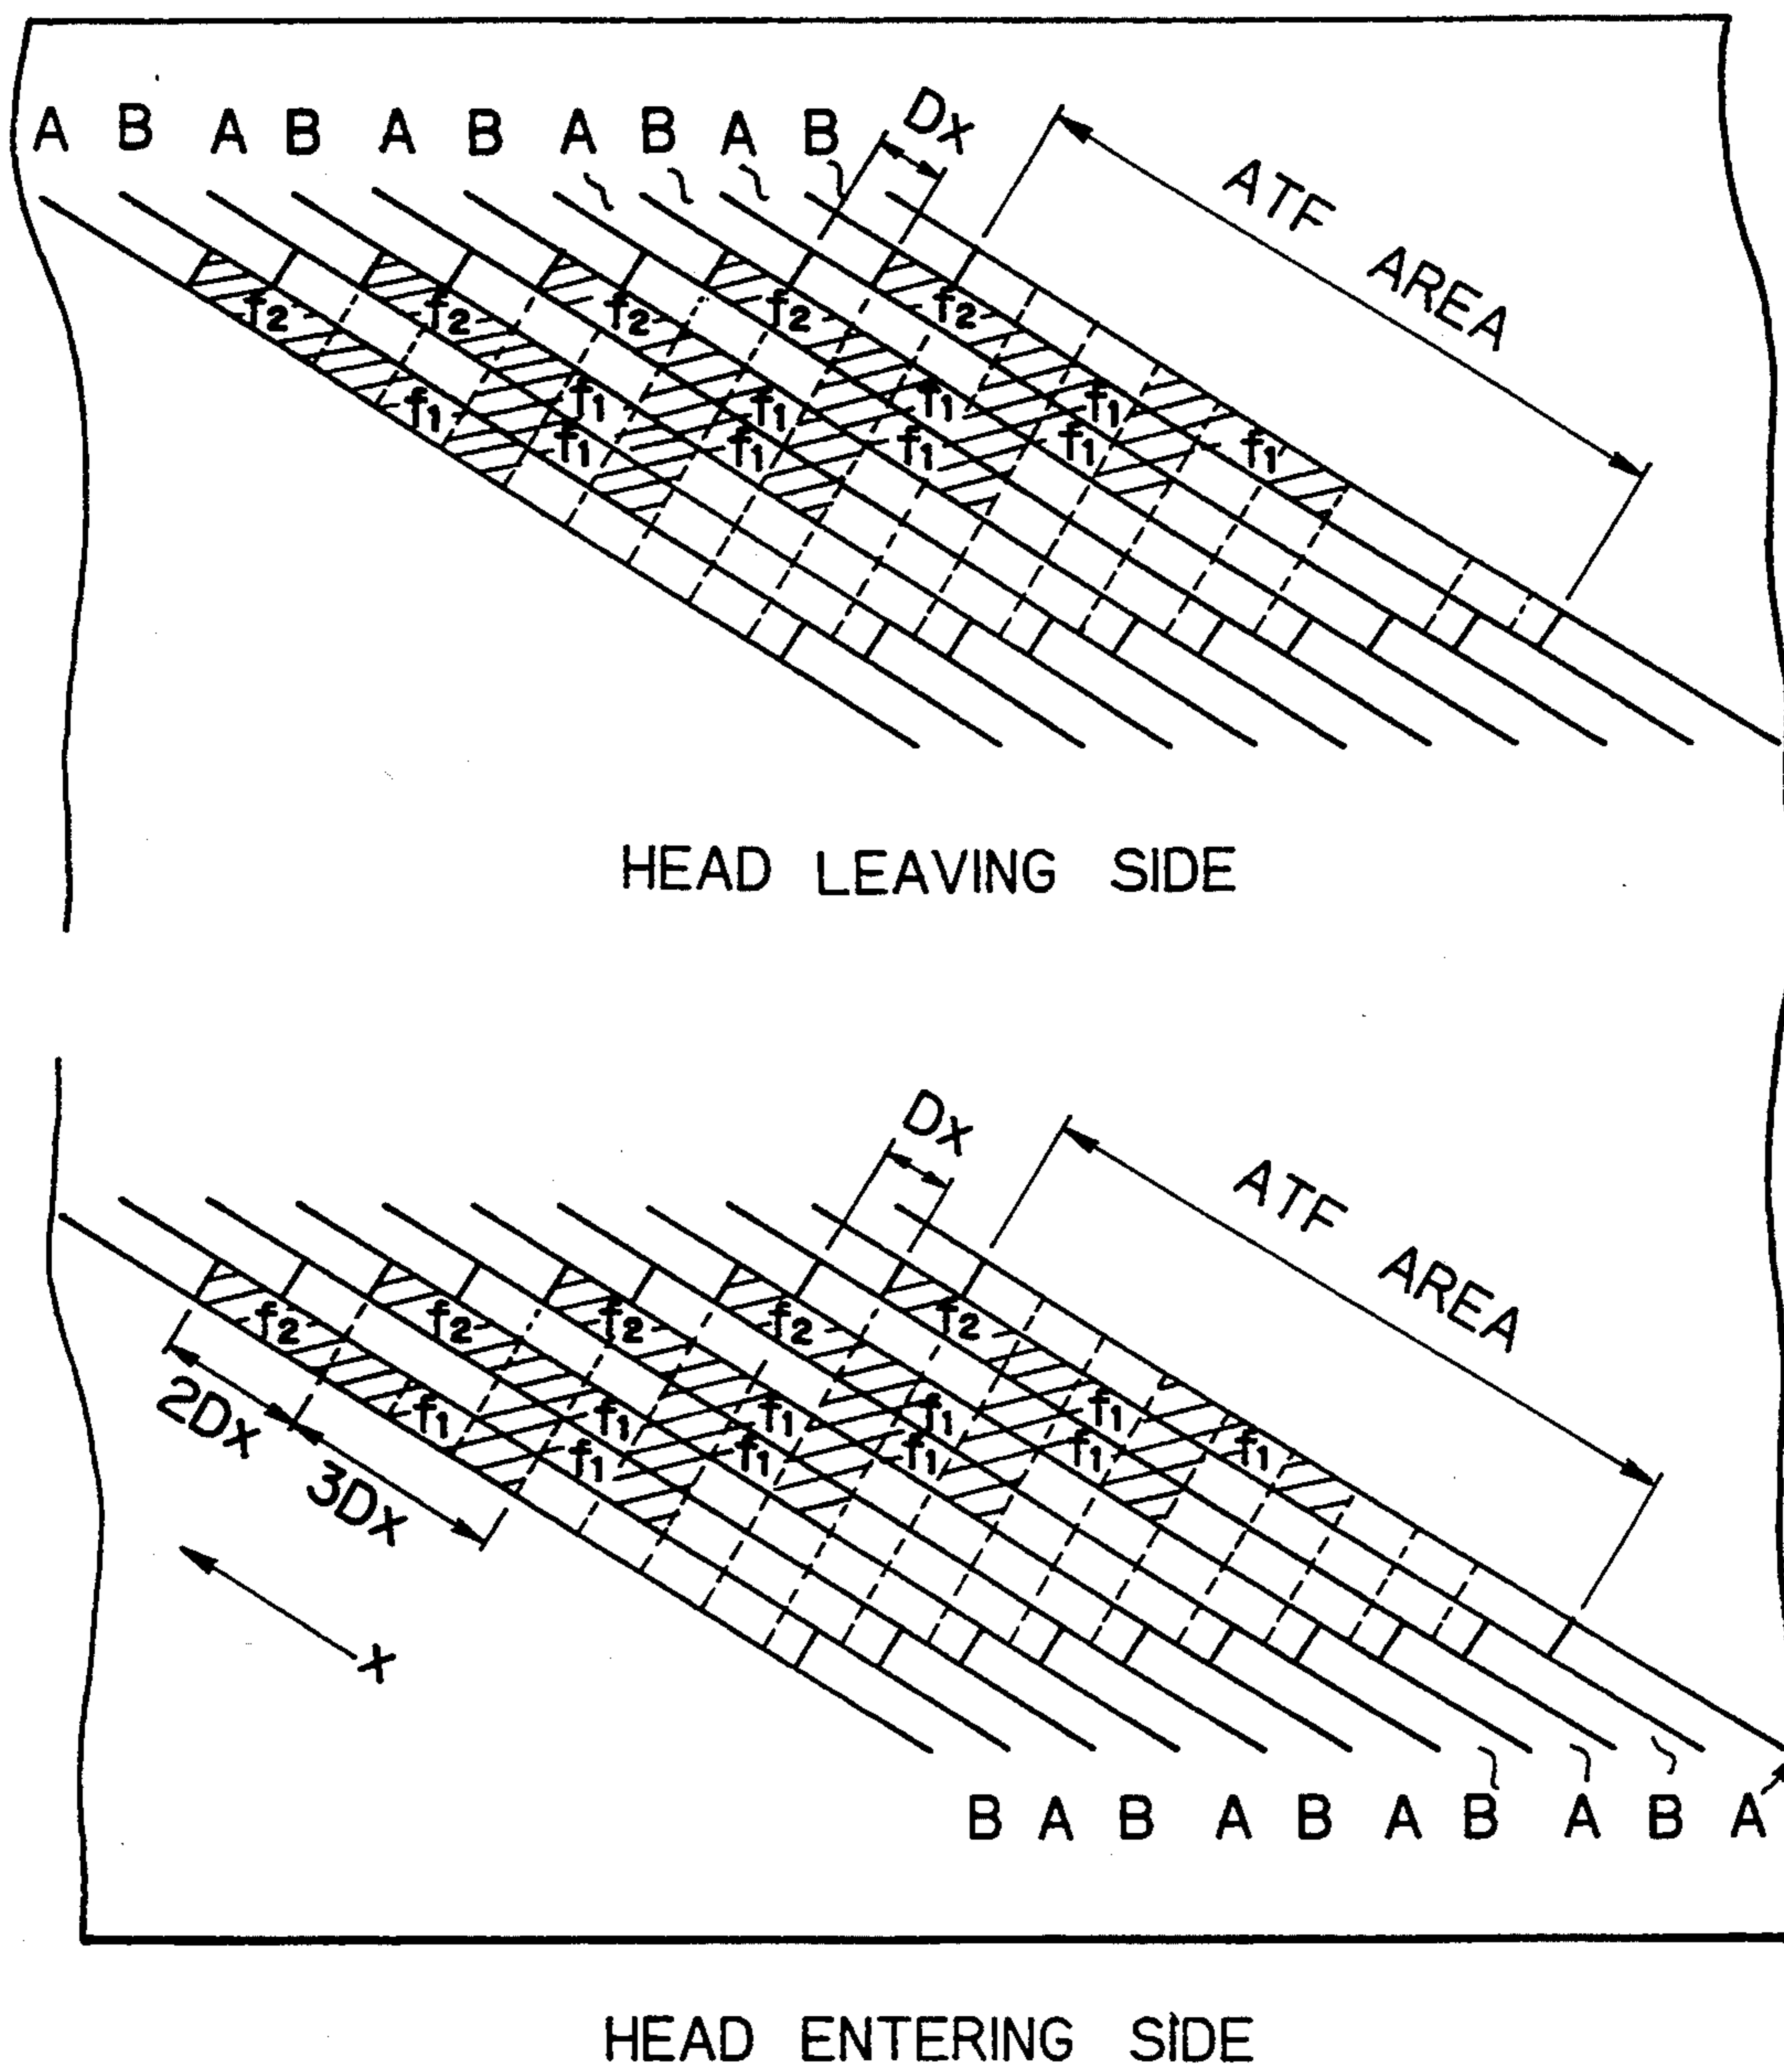 A B A B A B A B A B
Dx
ATF AREA
f2 f2 f2 f2 f2
f1 f1 f1 f1 f1
f1 f1 f1 f1 f1
HEAD LEAVING SIDE
Dx
ATF AREA
f2 f2 f2 f2 f2
f1 f1 f1 f1 f1 f1
f1 f1 f1 f1
2Dx
3Dx
x
B A B A B A B A B A
HEAD ENTERING SIDE